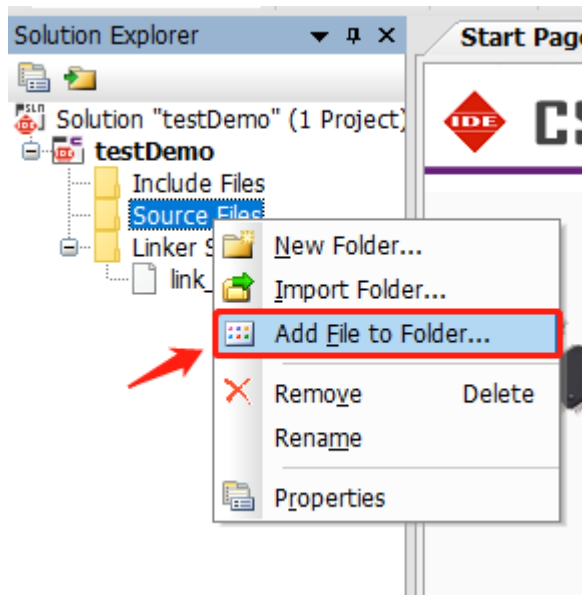 Solution Explorer
Start Page
SLN
Solution "testDemo" (1 Project)
testDemo
Include Files
Source Files
Linker S
link_
IDE
CS
New Folder...
Import Folder...
Add File to Folder...
Remove Delete
Rename
Properties